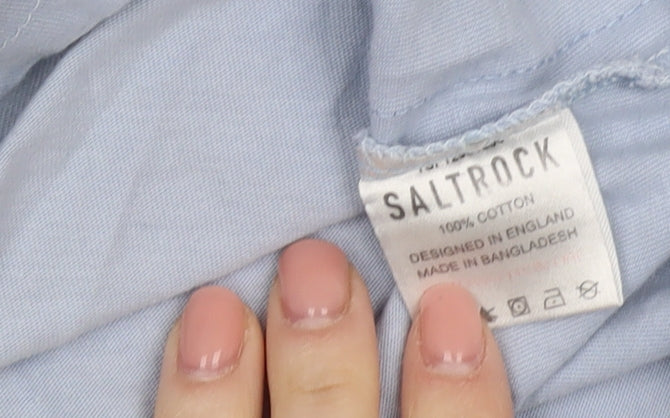 SALTROCK
100% COTTON
DESIGNED IN ENGLAND
MADE IN BANGLADESH